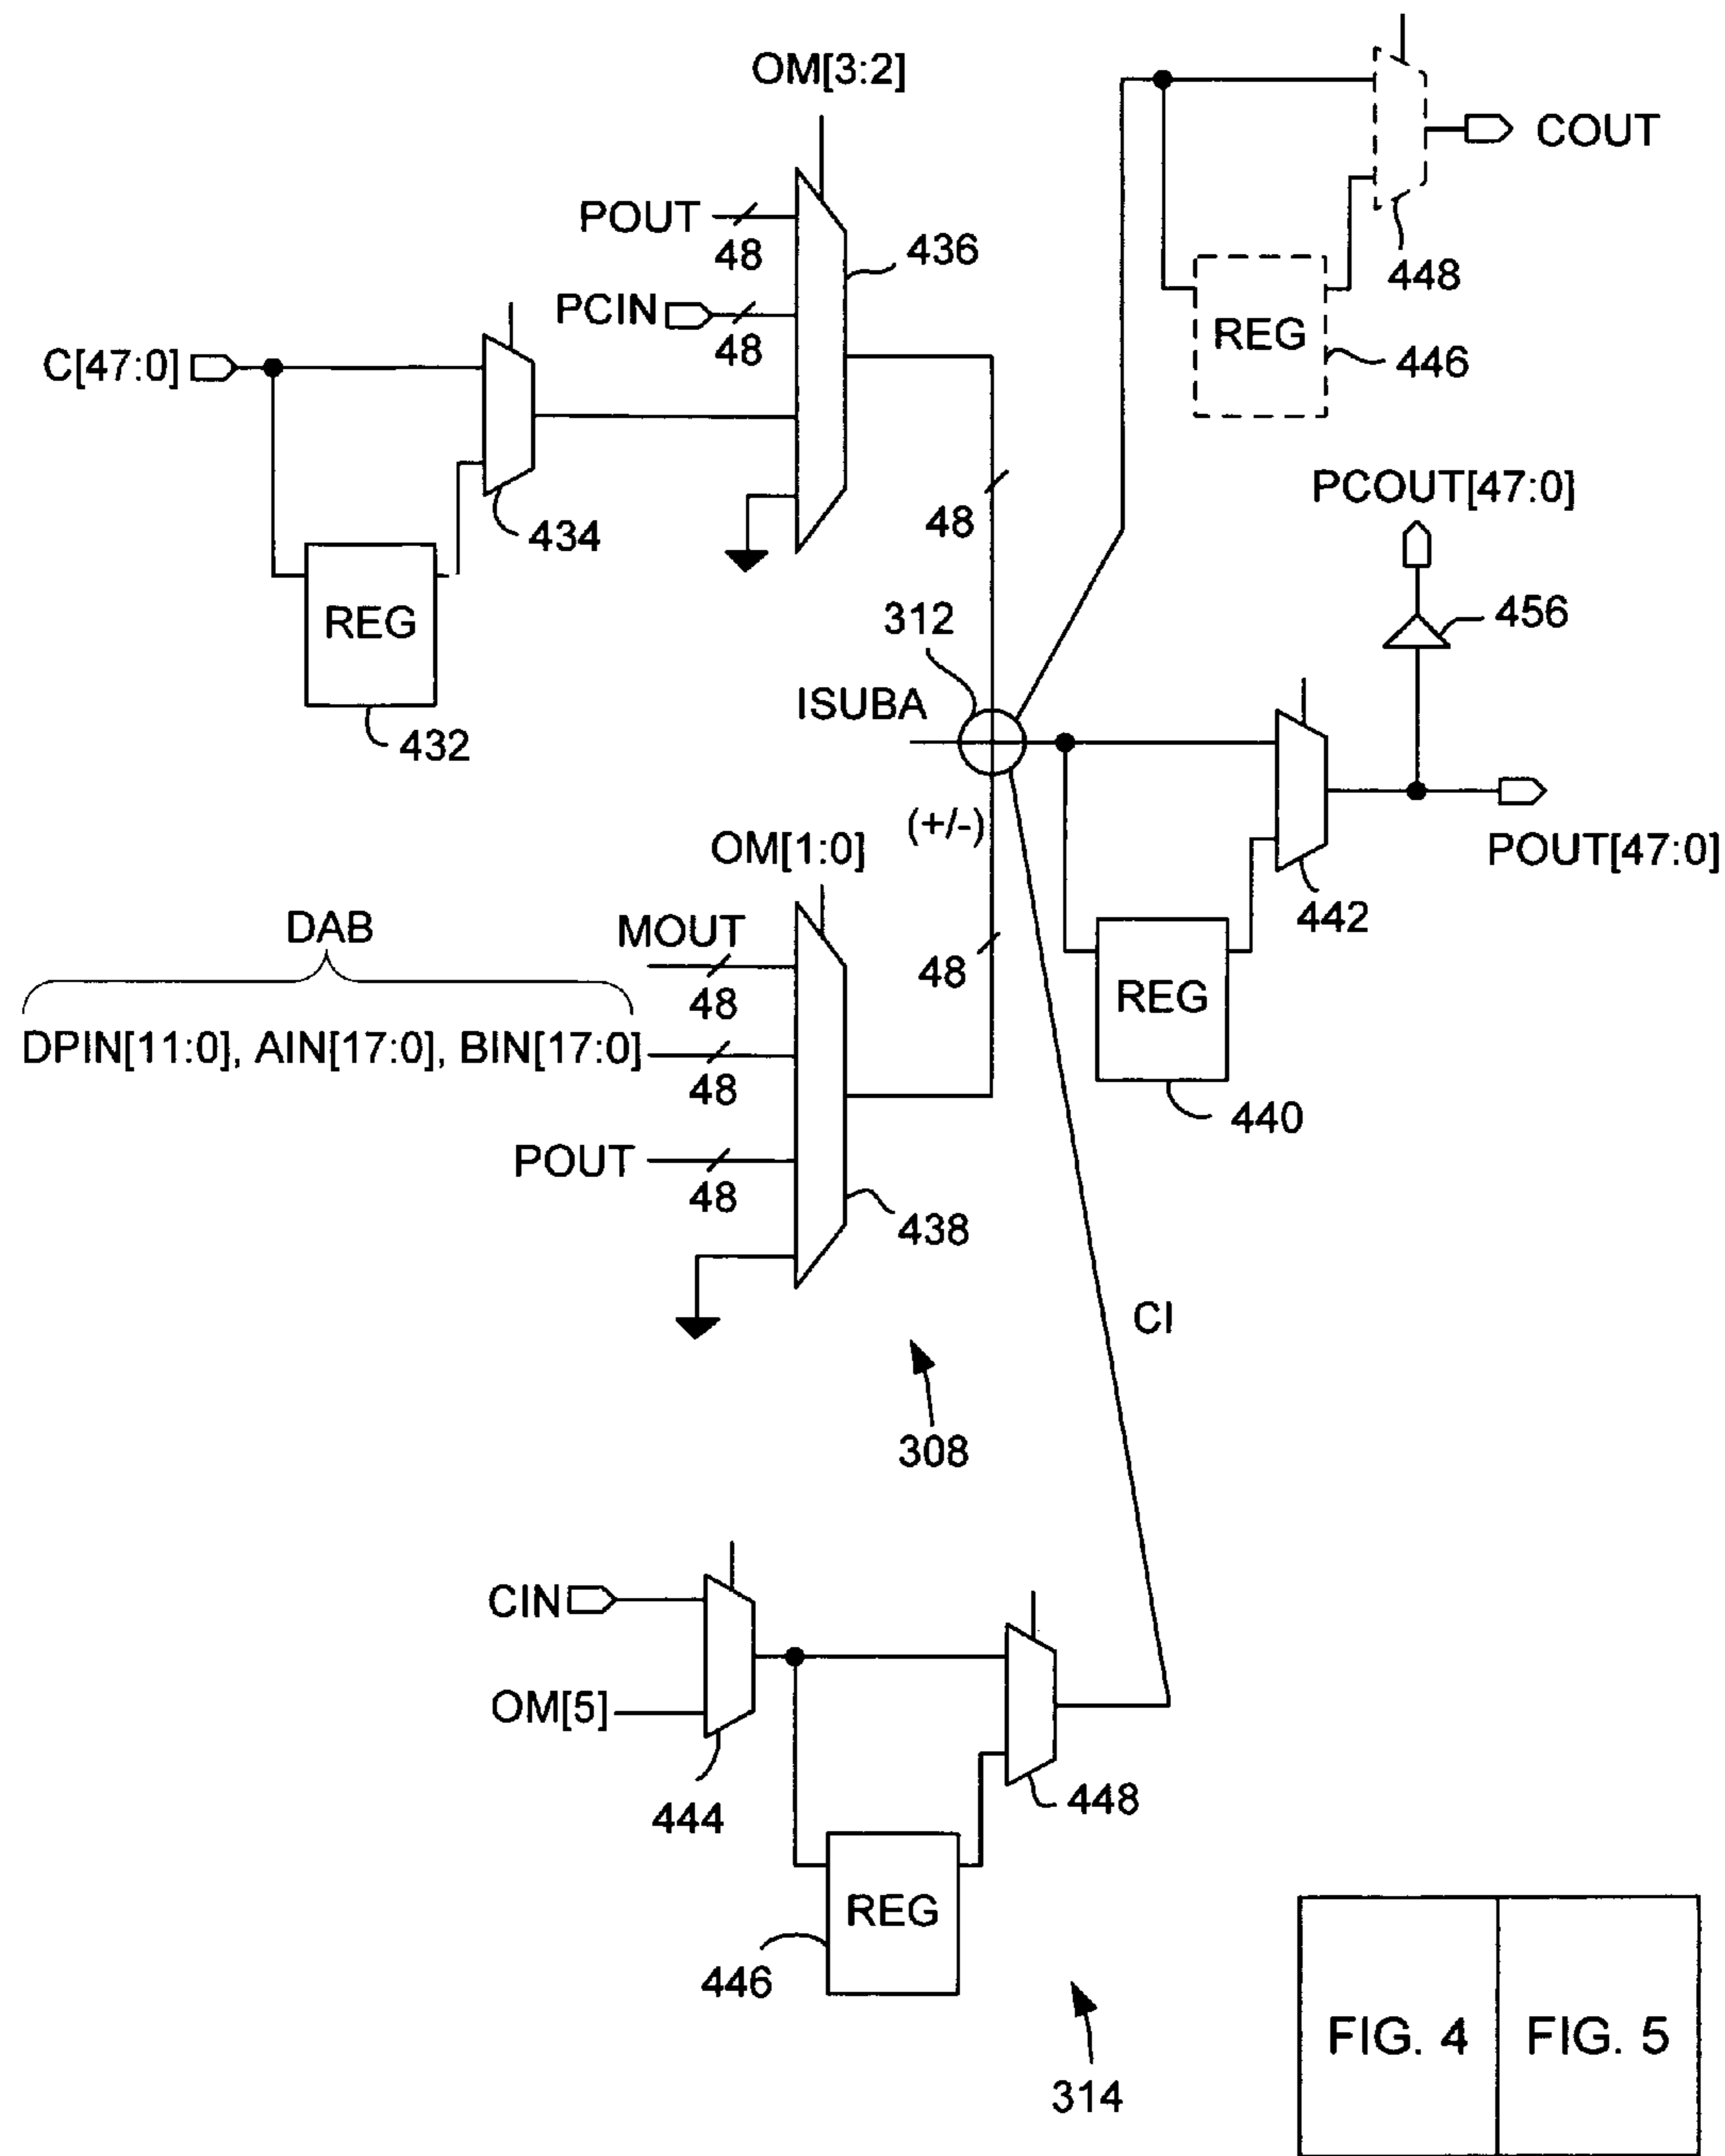 OM[3:2]
COUT
POUT
48
436
448
PCIN
48
REG
446
C[47:0]
434
48
PCOUT[47:0]
REG
432
312
456
ISUBA
(+/-)
OM[1:0]
POUT[47:0]
442
DAB
MOUT
48
48
REG
DPIN[11:0], AIN[17:0], BIN[17:0]
48
440
POUT
48
438
CI
308
CIN
OM[5]
444
448
REG
446
314
FIG. 4
FIG. 5